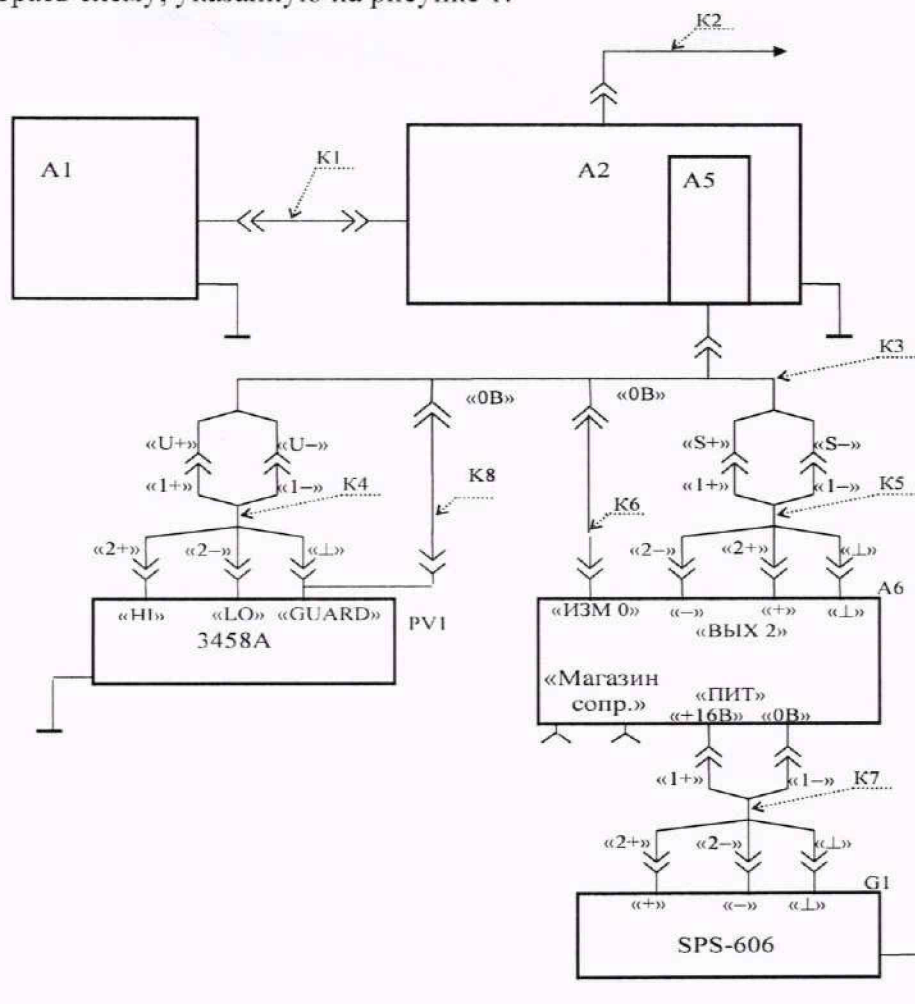 схему, указанную на рисунке
К2
А1
К1
А2
А5
К3
«0В»
«0В»
«U+»
«U−»
«S+»
«S−»
«1+»
«1−»
К4
К8
К6
«1+»
«1−»
К5
«2+»
«2−»
«⊥»
«2−»
«2+»
«⊥»
А6
«HI»
«LO»
«GUARD»
PV1
3458А
«ИЗМ 0»
«−»
«+»
«⊥»
«ВЫХ 2»
«Магазин
сопр.»
«ПИТ»
«+16В»
«0В»
«1+»
«1−»
К7
«2+»
«2−»
«⊥»
G1
«+»
«−»
«⊥»
SPS-606